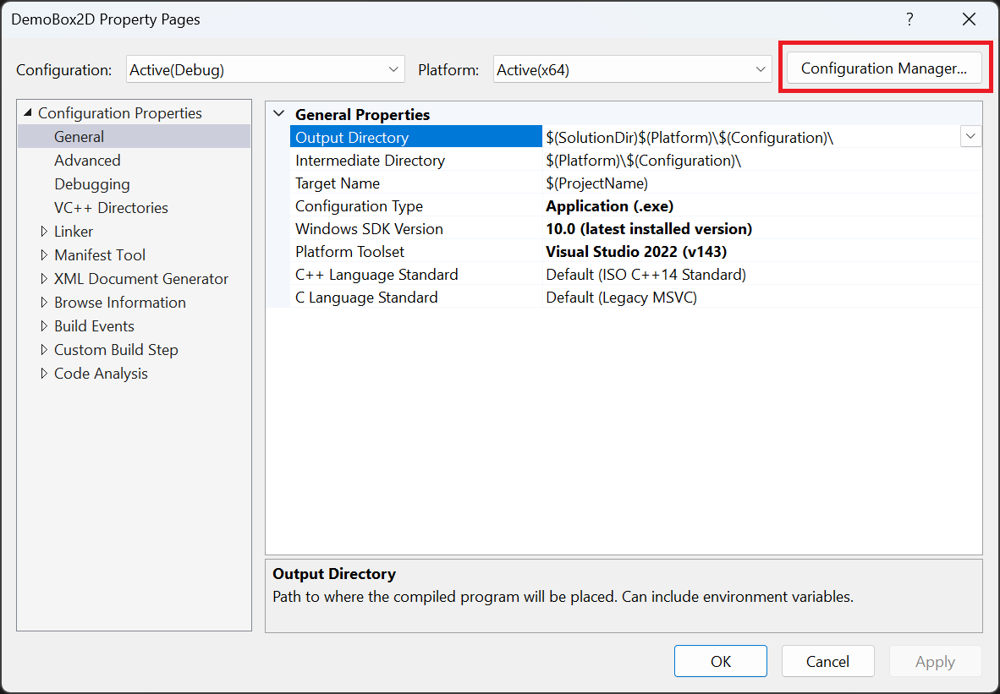 DemoBox2D Property Pages
?
Configuration: Active(Debug) Platform: Active(x64) Configuration Manager...
Configuration Properties
General
Advanced
Debugging
VC++ Directories
Linker
Manifest Tool
XML Document Generator
Browse Information
Build Events
Custom Build Step
Code Analysis
General Properties
Output Directory $(SolutionDir)$(Platform)\$(Configuration)\
Intermediate Directory $(Platform)\$(Configuration)\
Target Name $(ProjectName)
Configuration Type Application (.exe)
Windows SDK Version 10.0 (latest installed version)
Platform Toolset Visual Studio 2022 (v143)
C++ Language Standard Default (ISO C++14 Standard)
C Language Standard Default (Legacy MSVC)
Output Directory
Path to where the compiled program will be placed. Can include environment variables.
OK Cancel Apply